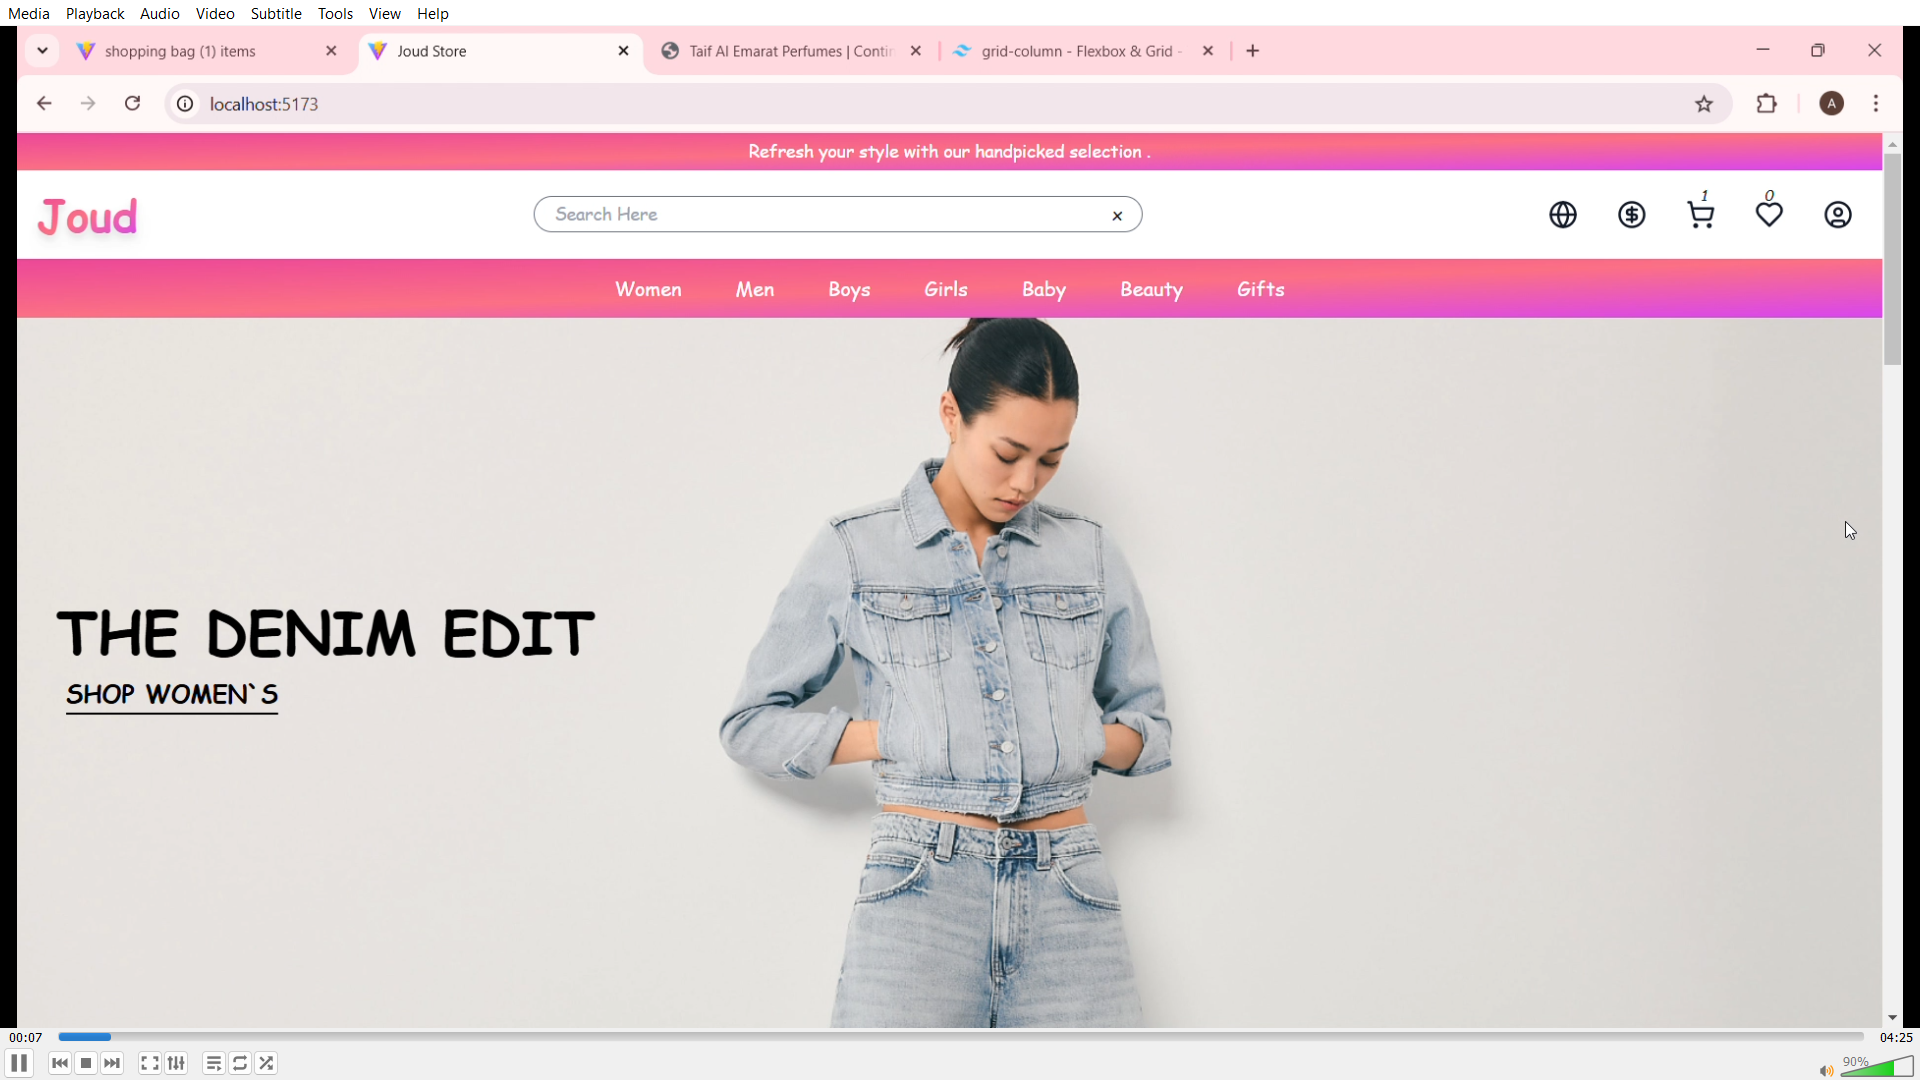 Media Playback Audio Video Subtitle Tools View Help
shopping bag (1) items Joud Store Taif Al Emarat Perfumes | Contin grid-column - Flexbox & Grid -
localhost:5173 A
Refresh your style with our handpicked selection .
Joud Search Here 1 0
Women Men Boys Girls Baby Beauty Gifts
THE DENIM EDIT
SHOP WOMEN`S
00:07 04:25
90%